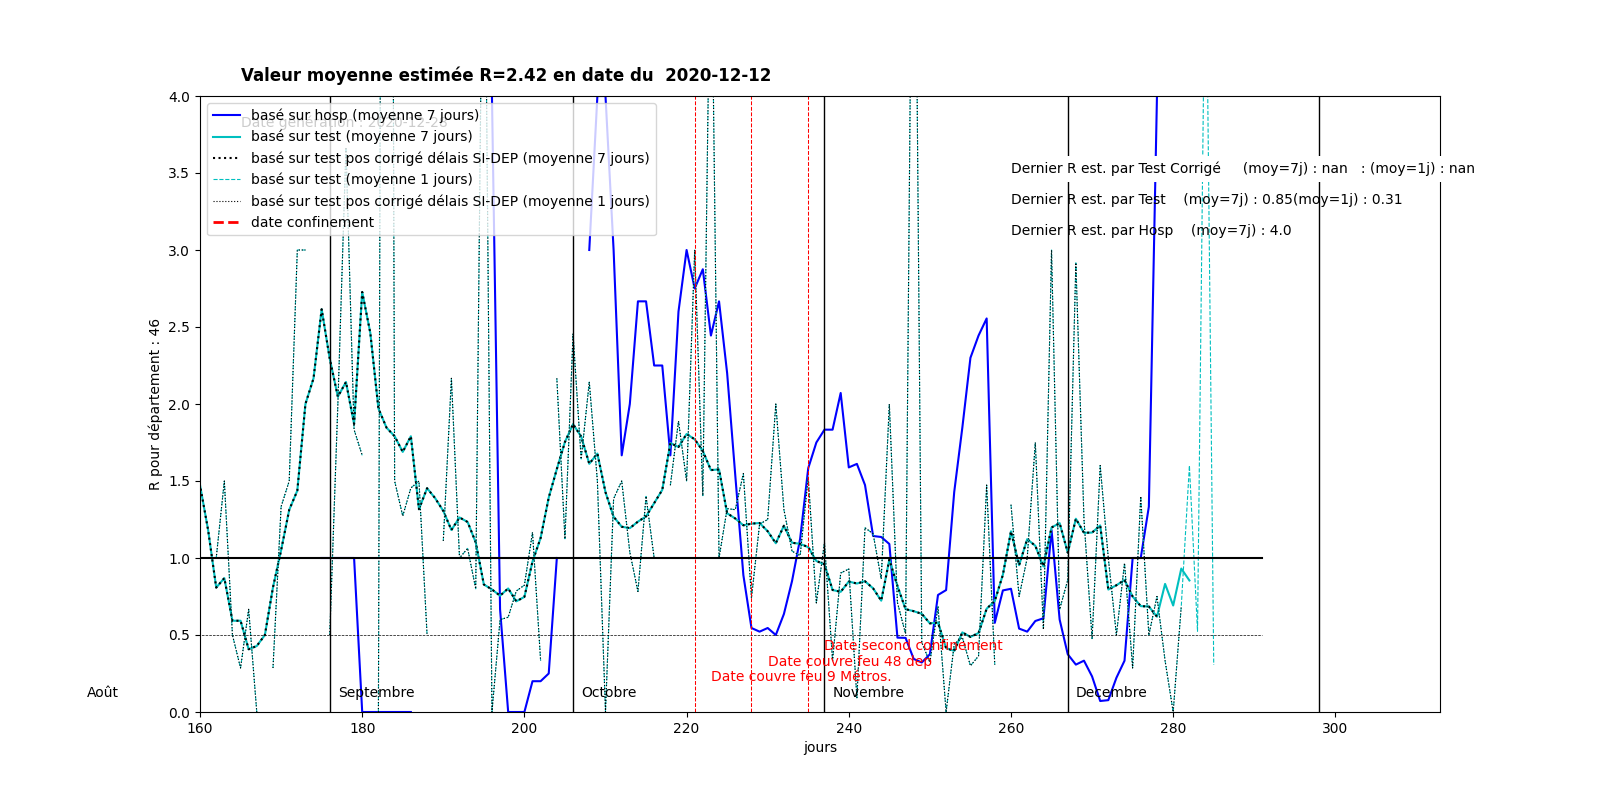 Valeur moyenne estimée R=2.42 en date du  2020-12-12
Date génération : 2020-12-23
basé sur hosp (moyenne 7 jours)
basé sur test (moyenne 7 jours)
basé sur test pos corrigé délais SI-DEP (moyenne 7 jours)
basé sur test (moyenne 1 jours)
basé sur test pos corrigé délais SI-DEP (moyenne 1 jours)
date confinement
Dernier R est. par Test Corrigé     (moy=7j) : nan   : (moy=1j) : nan
Dernier R est. par Test    (moy=7j) : 0.85(moy=1j) : 0.31
Dernier R est. par Hosp    (moy=7j) : 4.0
4.0
3.5
3.0
2.5
2.0
1.5
1.0
0.5
0.0
R pour département : 46
Date second confinement
Date couvre feu 48 dep
Date couvre feu 9 Métros.
Août
Septembre
Octobre
Novembre
Decembre
160
180
200
220
240
260
280
300
jours